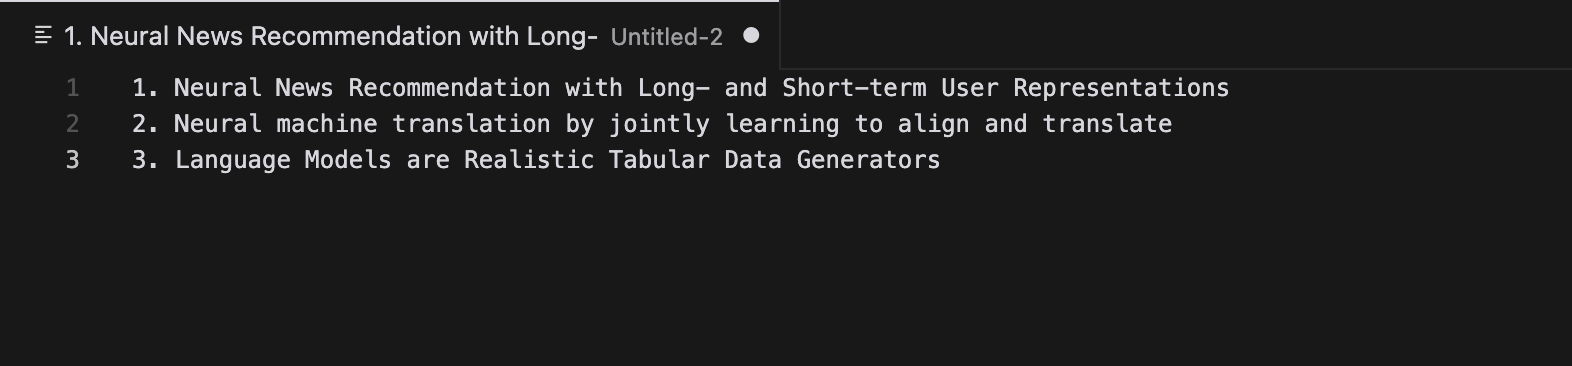 1. Neural News Recommendation with Long- Untitled-2
1 1. Neural News Recommendation with Long- and Short-term User Representations
2 2. Neural machine translation by jointly learning to align and translate
3 3. Language Models are Realistic Tabular Data Generators